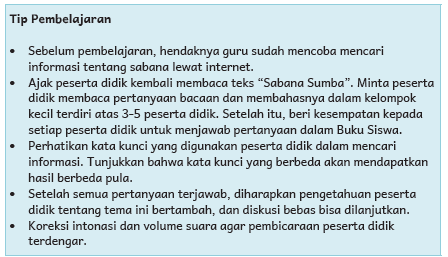 Tip Pembelajaran
• Sebelum pembelajaran, hendaknya guru sudah mencoba mencari
informasi tentang sabana lewat internet.
• Ajak peserta didik kembali membaca teks “Sabana Sumba”. Minta peserta
didik membaca pertanyaan bacaan dan membahasnya dalam kelompok
kecil terdiri atas 3-5 peserta didik. Setelah itu, beri kesempatan kepada
setiap peserta didik untuk menjawab pertanyaan dalam Buku Siswa.
• Perhatikan kata kunci yang digunakan peserta didik dalam mencari
informasi. Tunjukkan bahwa kata kunci yang berbeda akan mendapatkan
hasil berbeda pula.
• Setelah semua pertanyaan terjawab, diharapkan pengetahuan peserta
didik tentang tema ini bertambah, dan diskusi bebas bisa dilanjutkan.
• Koreksi intonasi dan volume suara agar pembicaraan peserta didik
terdengar.